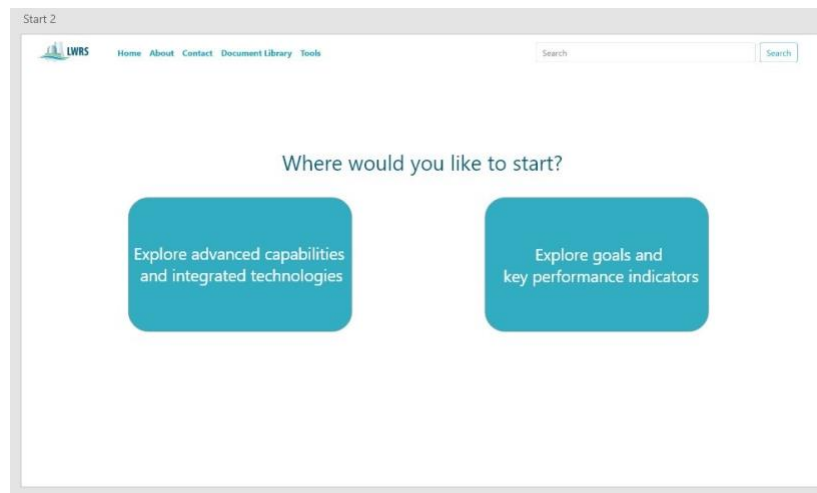 Start 2
LWRS
Home About Contact Document Library Tools
Search
Search
Where would you like to start?
Explore advanced capabilities
and integrated technologies
Explore goals and
key performance indicators